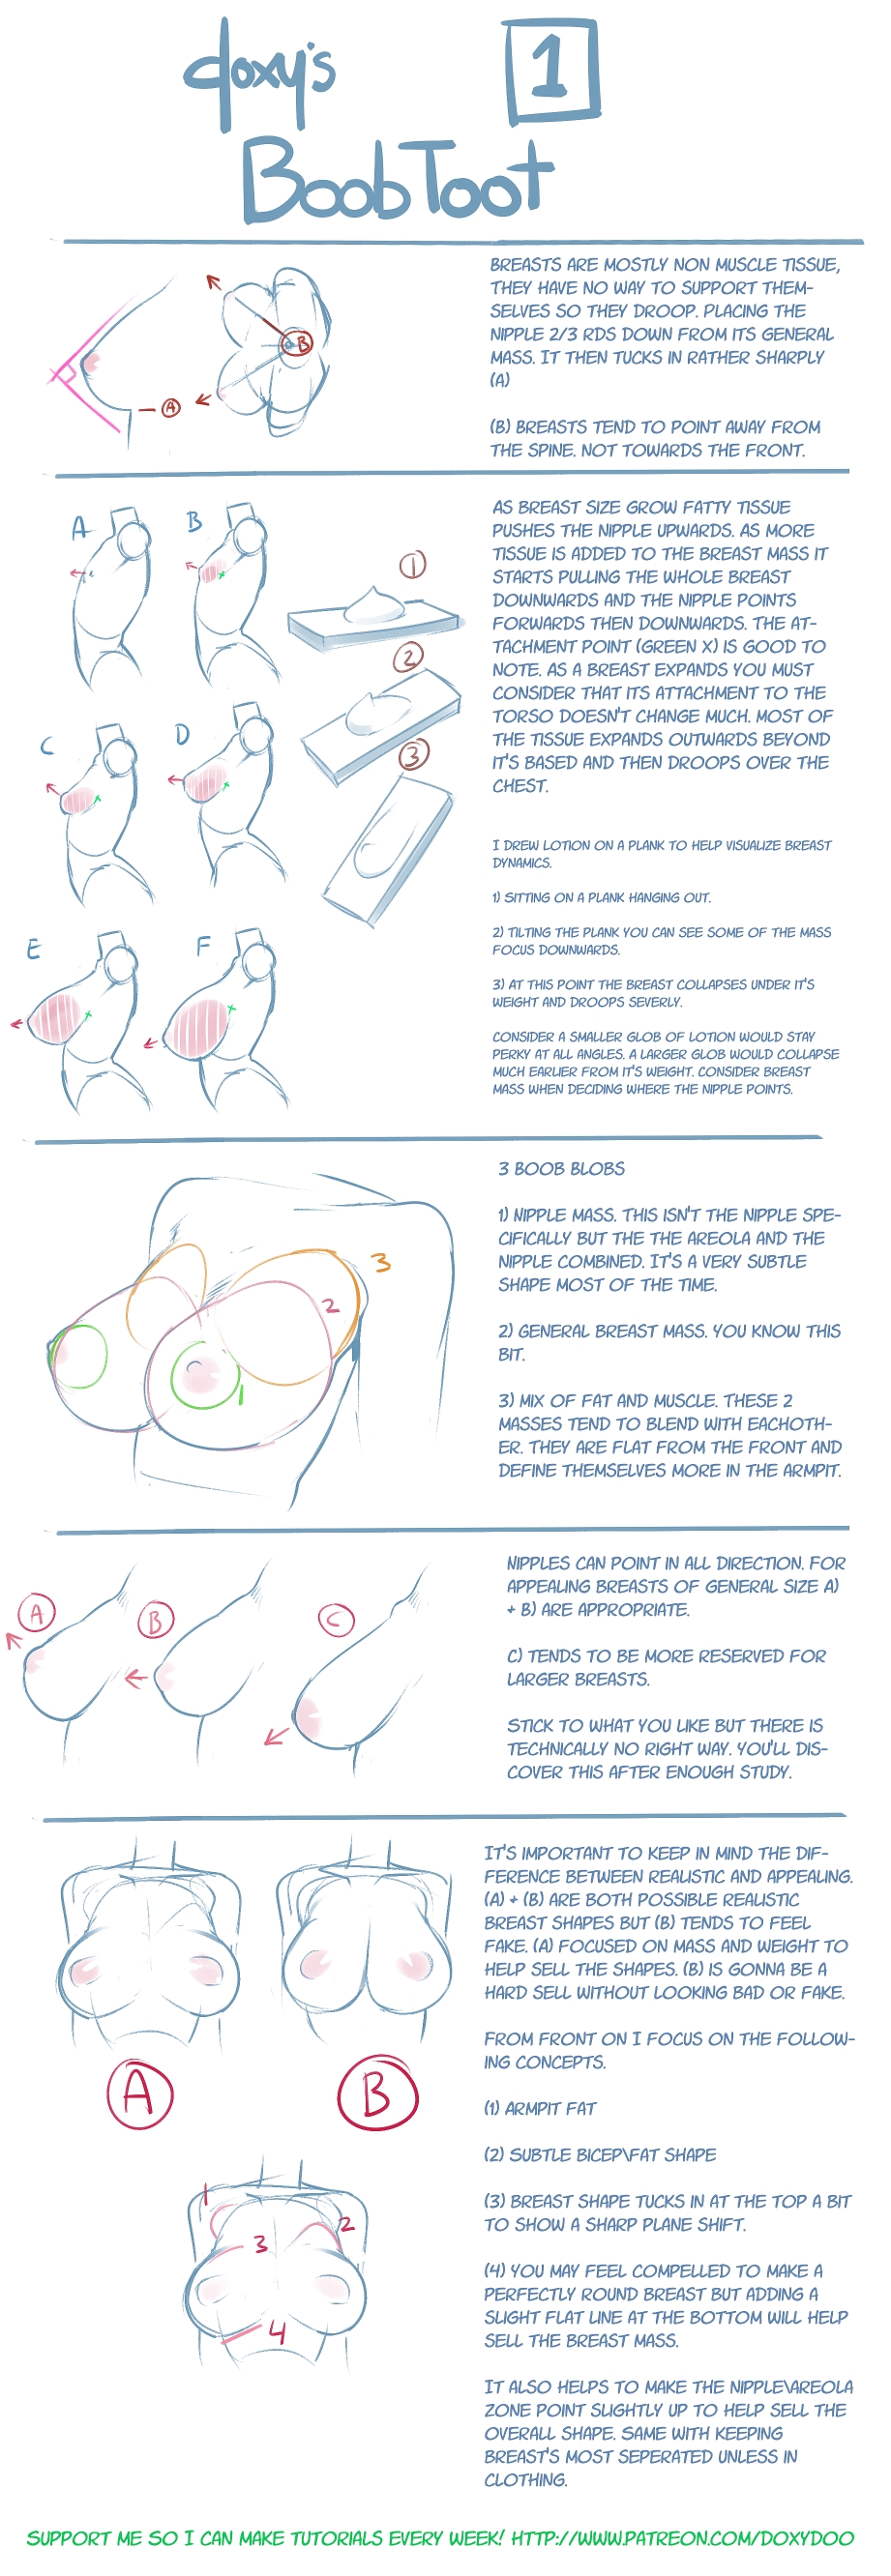 doxy's
1
BoobToot
BREASTS ARE MOSTLY NON MUSCLE TISSUE,
THEY HAVE NO WAY TO SUPPORT THEM-
SELVES SO THEY DROOP. PLACING THE
NIPPLE 2/3 RDS DOWN FROM ITS GENERAL
MASS. IT THEN TUCKS IN RATHER SHARPLY
(A)
(B) BREASTS TEND TO POINT AWAY FROM
THE SPINE. NOT TOWARDS THE FRONT.
B
A
AS BREAST SIZE GROW FATTY TISSUE
PUSHES THE NIPPLE UPWARDS. AS MORE
TISSUE IS ADDED TO THE BREAST MASS IT
STARTS PULLING THE WHOLE BREAST
DOWNWARDS AND THE NIPPLE POINTS
FORWARDS THEN DOWNWARDS. THE AT-
TACHMENT POINT (GREEN X) IS GOOD TO
NOTE. AS A BREAST EXPANDS YOU MUST
CONSIDER THAT ITS ATTACHMENT TO THE
TORSO DOESN'T CHANGE MUCH. MOST OF
THE TISSUE EXPANDS OUTWARDS BEYOND
IT'S BASED AND THEN DROOPS OVER THE
CHEST.
I DREW LOTION ON A PLANK TO HELP VISUALIZE BREAST
DYNAMICS.
1) SITTING ON A PLANK HANGING OUT.
2) TILTING THE PLANK YOU CAN SEE SOME OF THE MASS
FOCUS DOWNWARDS.
3) AT THIS POINT THE BREAST COLLAPSES UNDER IT'S
WEIGHT AND DROOPS SEVERLY.
CONSIDER A SMALLER GLOB OF LOTION WOULD STAY
PERKY AT ALL ANGLES. A LARGER GLOB WOULD COLLAPSE
MUCH EARLIER FROM IT'S WEIGHT. CONSIDER BREAST
MASS WHEN DECIDING WHERE THE NIPPLE POINTS.
A
B
1
2
C
D
3
E
F
3 BOOB BLOBS
1) NIPPLE MASS. THIS ISN'T THE NIPPLE SPE-
CIFICALLY BUT THE THE AREOLA AND THE
NIPPLE COMBINED. IT'S A VERY SUBTLE
SHAPE MOST OF THE TIME.
2) GENERAL BREAST MASS. YOU KNOW THIS
BIT.
3) MIX OF FAT AND MUSCLE. THESE 2
MASSES TEND TO BLEND WITH EACHOTH-
ER. THEY ARE FLAT FROM THE FRONT AND
DEFINE THEMSELVES MORE IN THE ARMPIT.
3
2
1
NIPPLES CAN POINT IN ALL DIRECTION. FOR
APPEALING BREASTS OF GENERAL SIZE A)
+ B) ARE APPROPRIATE.
C) TENDS TO BE MORE RESERVED FOR
LARGER BREASTS.
STICK TO WHAT YOU LIKE BUT THERE IS
TECHNICALLY NO RIGHT WAY. YOU'LL DIS-
COVER THIS AFTER ENOUGH STUDY.
A
B
C
IT'S IMPORTANT TO KEEP IN MIND THE DIF-
FERENCE BETWEEN REALISTIC AND APPEALING.
(A) + (B) ARE BOTH POSSIBLE REALISTIC
BREAST SHAPES BUT (B) TENDS TO FEEL
FAKE. (A) FOCUSED ON MASS AND WEIGHT TO
HELP SELL THE SHAPES. (B) IS GONNA BE A
HARD SELL WITHOUT LOOKING BAD OR FAKE.
FROM FRONT ON I FOCUS ON THE FOLLOW-
ING CONCEPTS.
(1) ARMPIT FAT
(2) SUBTLE BICEP\FAT SHAPE
(3) BREAST SHAPE TUCKS IN AT THE TOP A BIT
TO SHOW A SHARP PLANE SHIFT.
(4) YOU MAY FEEL COMPELLED TO MAKE A
PERFECTLY ROUND BREAST BUT ADDING A
SLIGHT FLAT LINE AT THE BOTTOM WILL HELP
SELL THE BREAST MASS.
IT ALSO HELPS TO MAKE THE NIPPLE\AREOLA
ZONE POINT SLIGHTLY UP TO HELP SELL THE
OVERALL SHAPE. SAME WITH KEEPING
BREAST'S MOST SEPERATED UNLESS IN
CLOTHING.
A
B
1
2
3
4
SUPPORT ME SO I CAN MAKE TUTORIALS EVERY WEEK! HTTP://WWW.PATREON.COM/DOXYDOO